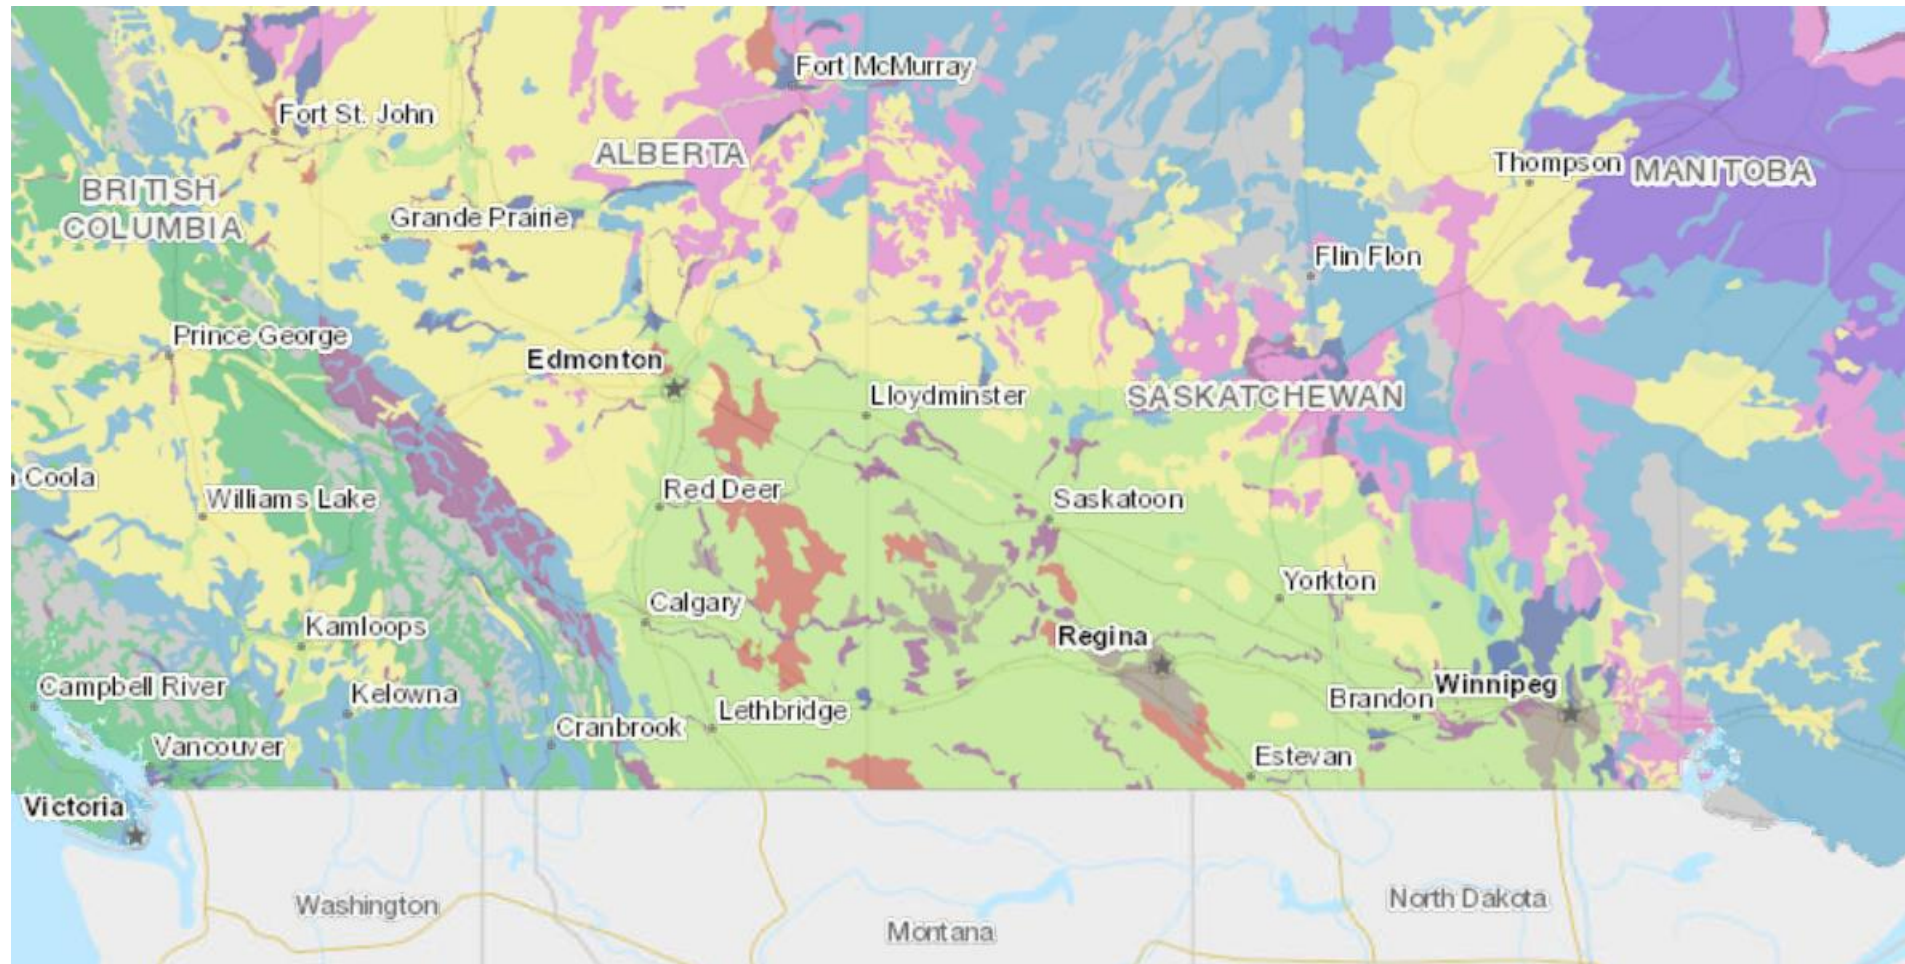 Fort McMurray
Fort St. John
ALBERTA
Thompson
MANITOBA
BRITISH
COLUMBIA
Grande Prairie
Flin Flon
Prince George
Edmonton
Lloydminster
SASKATCHEWAN
Coola
Williams Lake
Red Deer
Saskatoon
Yorkton
Calgary
Kamloops
Regina
Campbell River
Kelowna
Lethbridge
Brandon
Winnipeg
Cranbrook
Vancouver
Estevan
Victoria
Washington
North Dakota
Montana